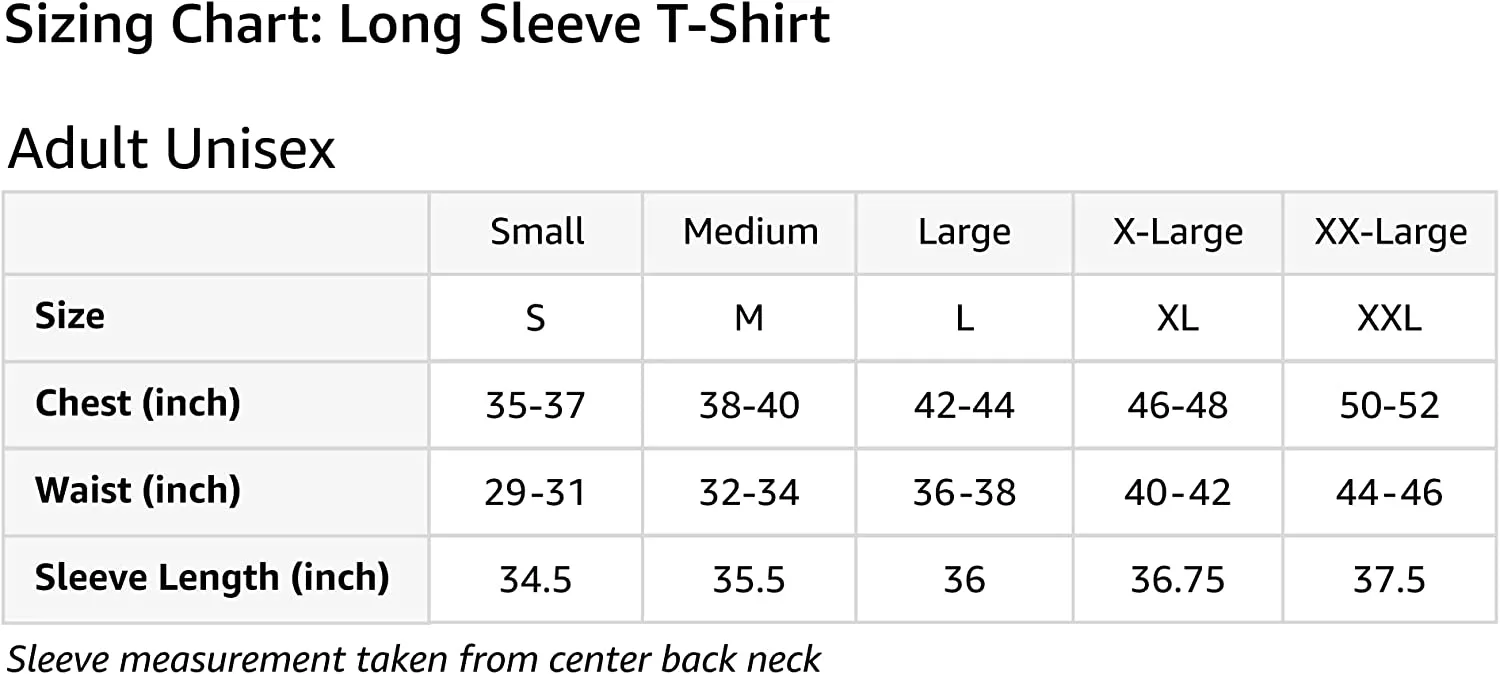 Sizing Chart: Long Sleeve T-Shirt
Adult Unisex
Small Medium Large X-Large XX-Large
Size S M L XL XXL
Chest (inch) 35-37 38-40 42-44 46-48 50-52
Waist (inch) 29-31 32-34 36-38 40-42 44-46
Sleeve Length (inch) 34.5 35.5 36 36.75 37.5
Sleeve measurement taken from center back neck